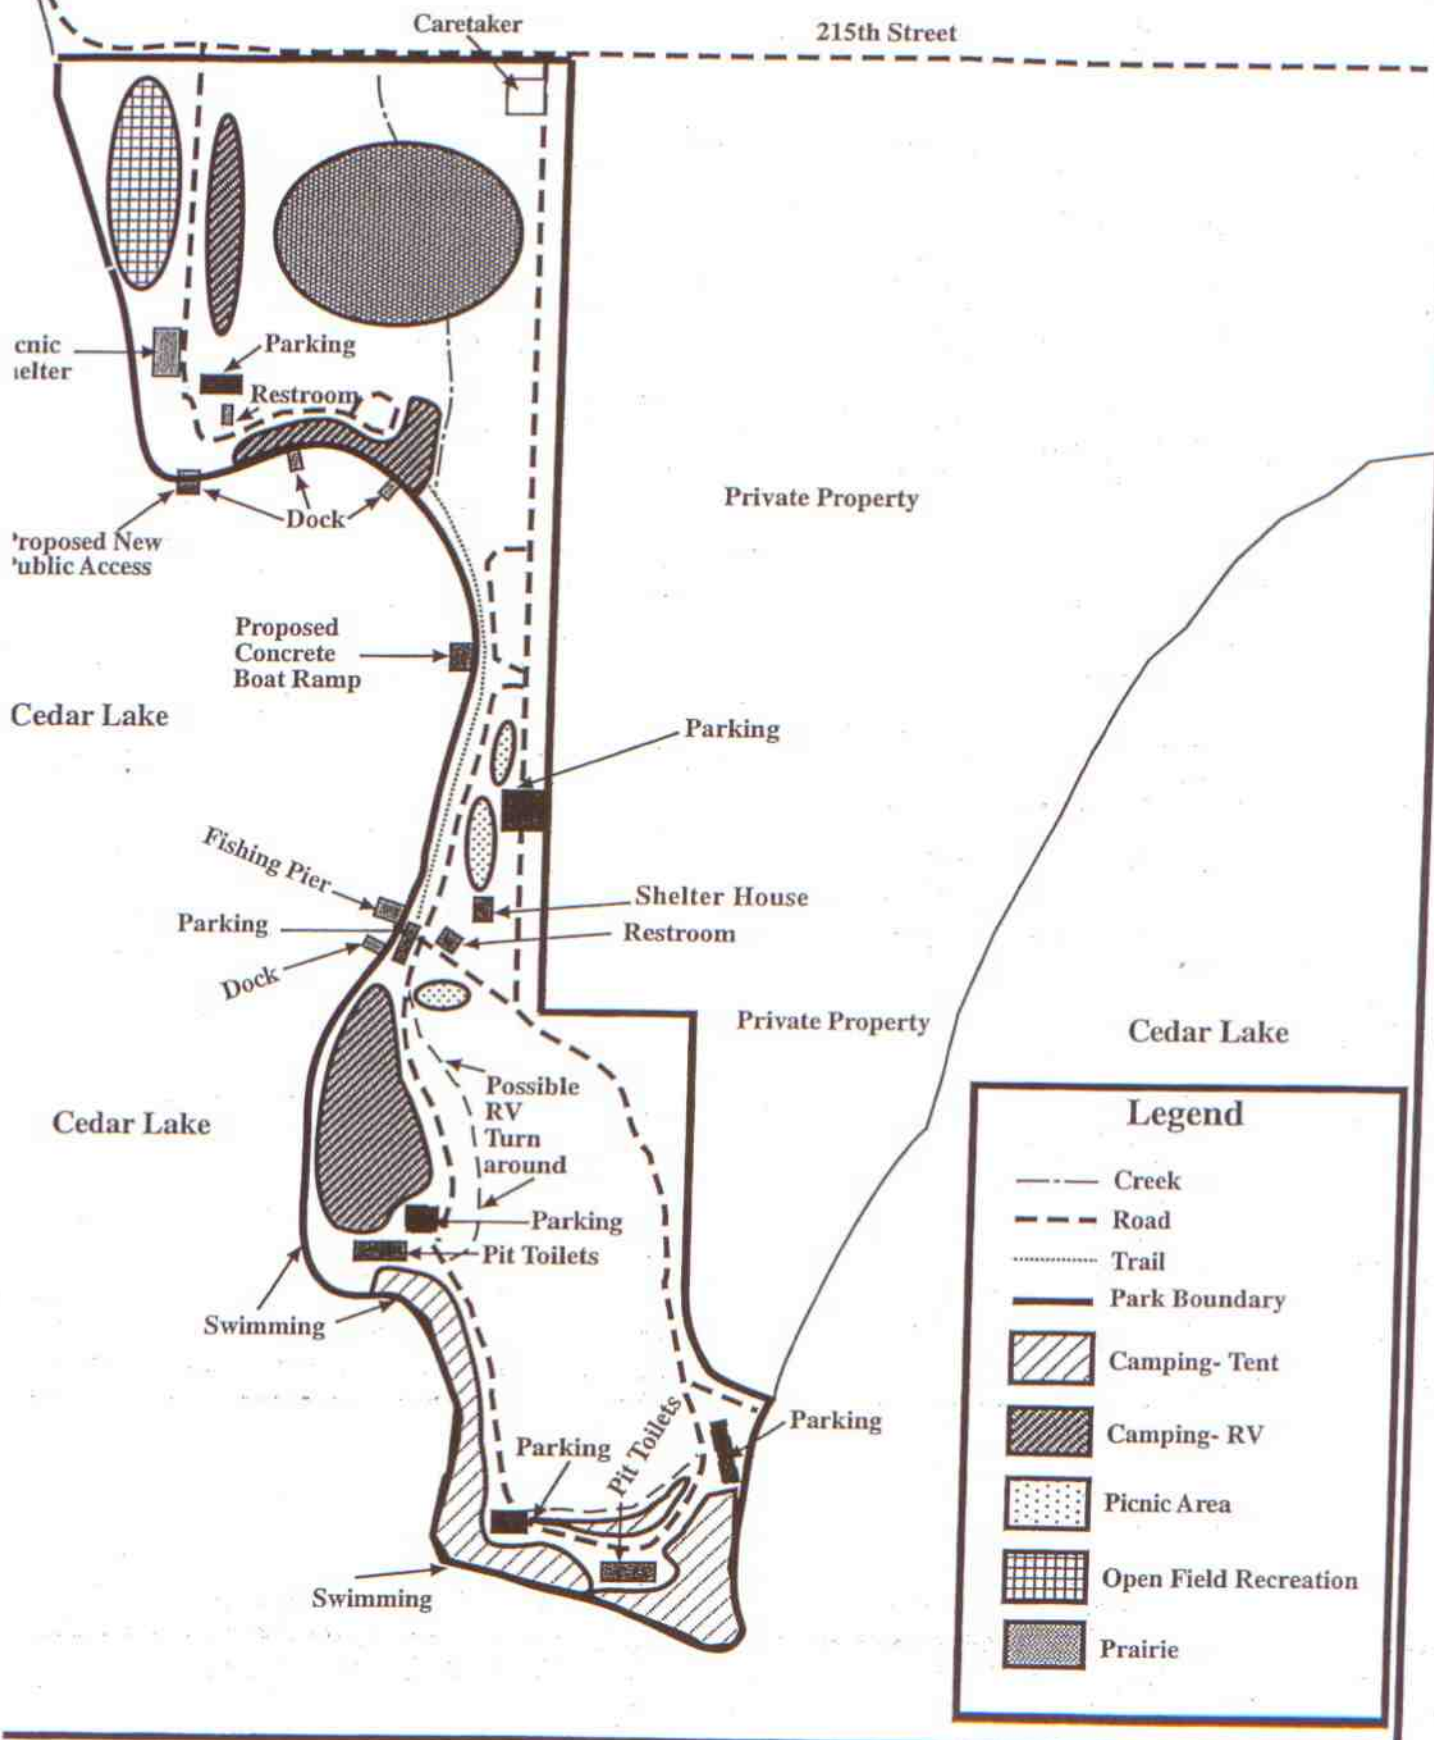 Caretaker
215th Street
cnic
elter
Parking
Restroom
Dock
roposed New
ublic Access
Private Property
Proposed
Concrete
Boat Ramp
Cedar Lake
Parking
Fishing Pier
Parking
Dock
Shelter House
Restroom
Private Property
Cedar Lake
Possible
RV
Turn
around
Cedar Lake
Parking
Pit Toilets
Swimming
Parking
Pit Toilets
Parking
Swimming
Legend
Creek
Road
Trail
Park Boundary
Camping- Tent
Camping- RV
Picnic Area
Open Field Recreation
Prairie